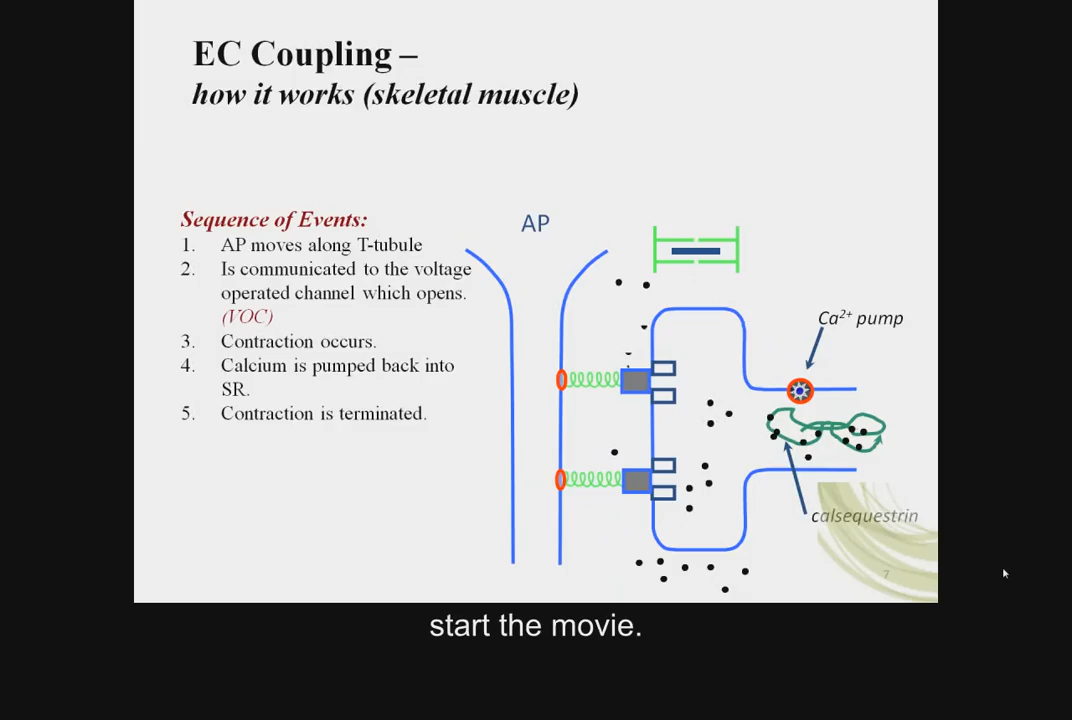 EC Coupling –
how it works (skeletal muscle)
Sequence of Events:
1. AP moves along T-tubule
2. Is communicated to the voltage
operated channel which opens.
(VOC)
3. Contraction occurs.
4. Calcium is pumped back into
SR.
5. Contraction is terminated.
AP
Ca²⁺ pump
calsequestrin
7
start the movie.